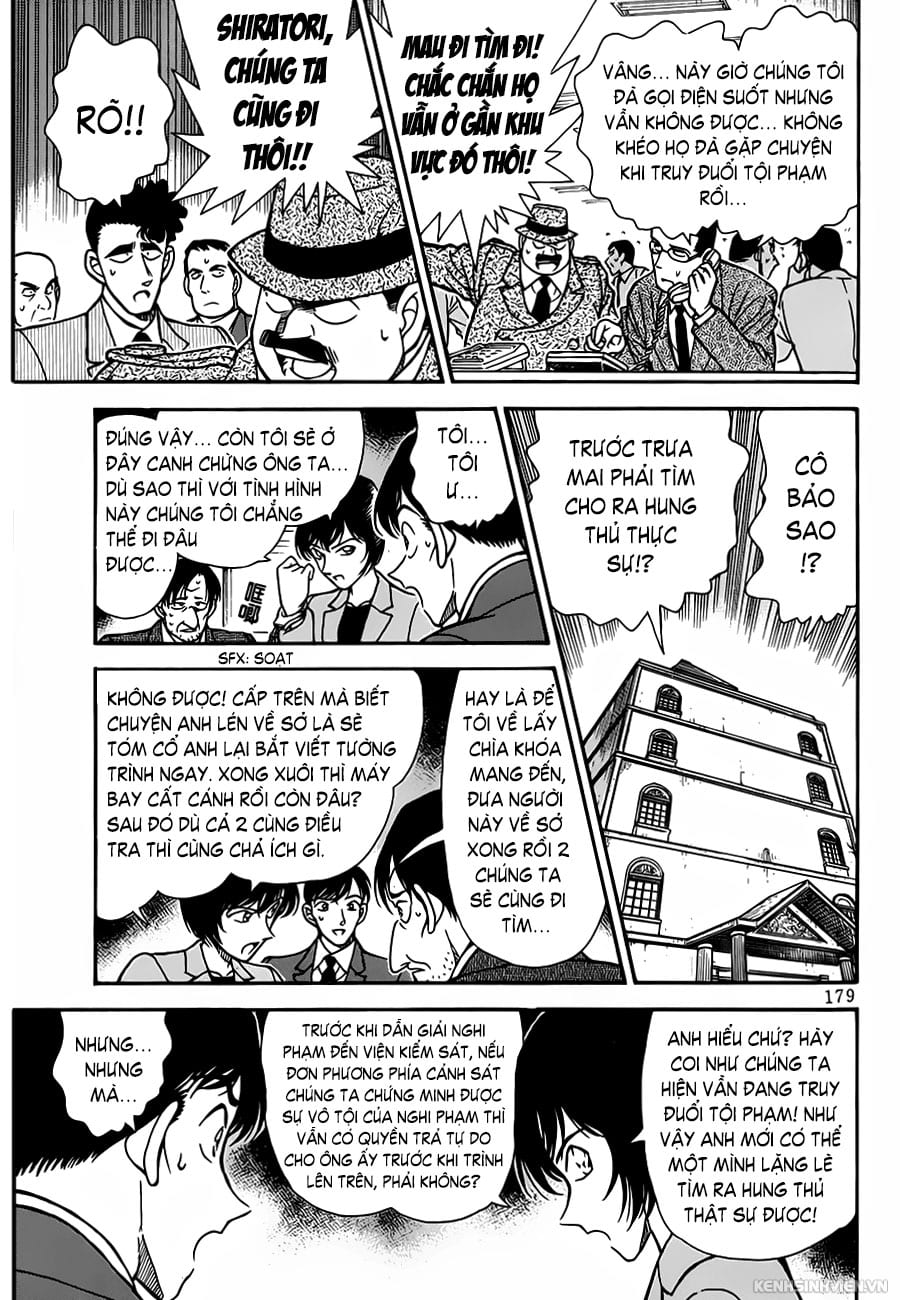 VÂNG... NÀY GIỜ CHÚNG TÔI
ĐÃ GỌI ĐIỆN SUỐT NHƯNG
VẪN KHÔNG ĐƯỢC... KHÔNG
KHÉO HỌ ĐÃ GẶP CHUYỆN
KHI TRUY ĐUỔI TỘI PHẠM
RỒI...
MAU ĐI TÌM ĐI!
CHẮC CHẮN HỌ
VẪN Ở GẦN KHU
VỰC ĐÓ THÔI!
SHIRATORI,
CHÚNG TA
CŨNG ĐI
THÔI!!
RÕ!!
CÔ
BẢO
SAO
!?
TRƯỚC TRƯA
MAI PHẢI TÌM
CHO RA HUNG
THỦ THỰC
SỰ!?
TÔI...
TÔI
Ư...
ĐÚNG VẬY... CÒN TÔI SẼ Ở
ĐÂY CANH CHỪNG ÔNG TA...
DÙ SAO THÌ VỚI TÌNH HÌNH
NÀY CHÚNG TÔI CHẲNG
THỂ ĐI ĐÂU
ĐƯỢC...
哐啷
SFX: SOẠT
HAY LÀ ĐỂ
TÔI VỀ LẤY
CHÌA KHÓA
MANG ĐẾN,
ĐƯA NGƯỜI
NÀY VỀ SỞ
XONG RỒI 2
CHÚNG TA
SẼ CÙNG ĐI
TÌM...
KHÔNG ĐƯỢC! CẤP TRÊN MÀ BIẾT
CHUYỆN ANH LÉN VỀ SỞ LÀ SẼ
TÓM CỔ ANH LẠI BẮT VIẾT TƯỜNG
TRÌNH NGAY. XONG XUÔI THÌ MÁY
BAY CẤT CÁNH RỒI CÒN ĐÂU?
SAU ĐÓ DÙ CẢ 2 CÙNG ĐIỀU
TRA THÌ CŨNG CHẢ ÍCH GÌ.
179
ANH HIỂU CHỨ? HÃY
COI NHƯ CHÚNG TA
HIỆN VẪN ĐANG TRUY
ĐUỔI TỘI PHẠM! NHƯ
VẬY ANH MỚI CÓ THỂ
MỘT MÌNH LẶNG LẼ
TÌM RA HUNG THỦ
THẬT SỰ ĐƯỢC!
TRƯỚC KHI DẪN GIẢI NGHI
PHẠM ĐẾN VIỆN KIỂM SÁT, NẾU
ĐƠN PHƯƠNG PHÍA CẢNH SÁT
CHÚNG TA CHỨNG MINH ĐƯỢC
SỰ VÔ TỘI CỦA NGHI PHẠM THÌ
VẪN CÓ QUYỀN TRẢ TỰ DO
CHO ÔNG ẤY TRƯỚC KHI TRÌNH
LÊN TRÊN, PHẢI KHÔNG?
NHƯNG...
NHƯNG
MÀ...
KENHSINHVIEN.VN